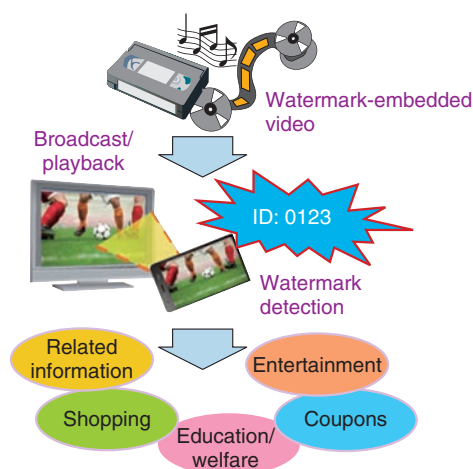 Watermark-embedded
video
Broadcast/
playback
ID: 0123
Watermark
detection
Related
information
Entertainment
Shopping
Coupons
Education/
welfare